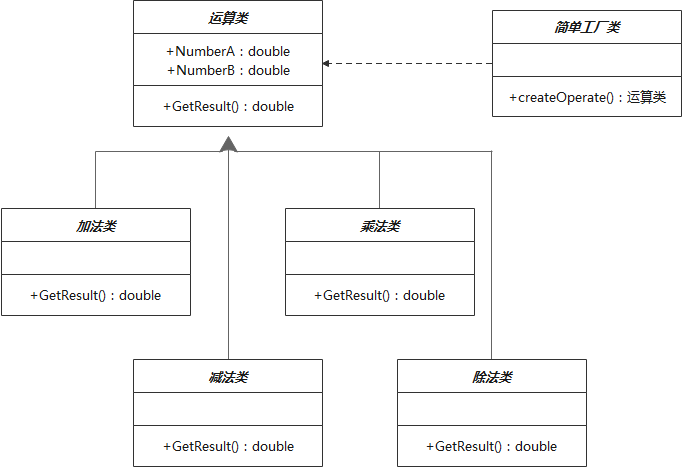 运算类
+NumberA：double
+NumberB：double
+GetResult()：double
简单工厂类
+createOperate()：运算类
加法类
+GetResult()：double
乘法类
+GetResult()：double
减法类
+GetResult()：double
除法类
+GetResult()：double